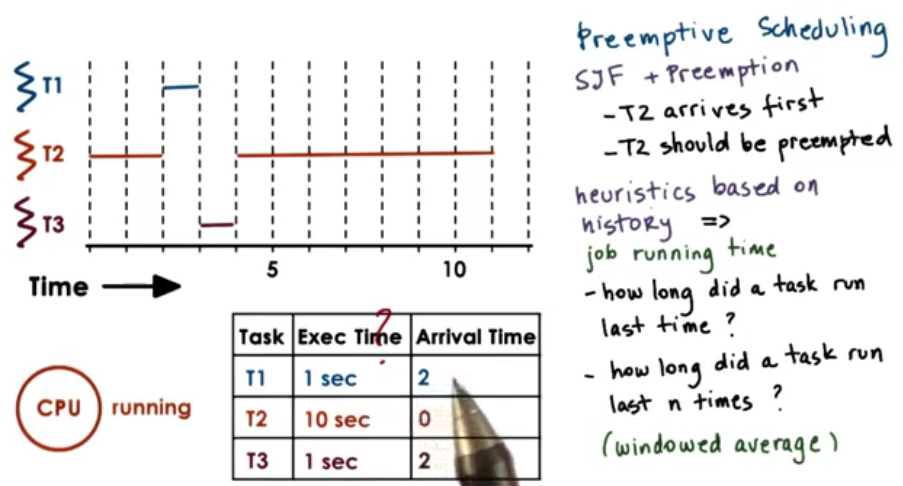 Preemptive Scheduling
SJF + Preemption
- T2 arrives first
- T2 should be preempted
heuristics based on
history =>
job running time
- how long did a task run
last time ?
- how long did a task run
last n times ?
(windowed average)
T1
T2
T3
5 10
Time
?
Task Exec Time Arrival Time
T1 1 sec 2
T2 10 sec 0
T3 1 sec 2
CPU running